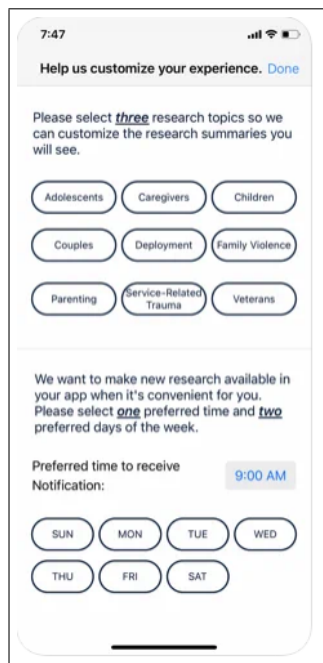 7:47
Help us customize your experience. Done
Please select three research topics so we
can customize the research summaries you
will see.
Adolescents Caregivers Children
Couples Deployment Family Violence
Parenting Service-Related Trauma Veterans
We want to make new research available in
your app when it's convenient for you.
Please select one preferred time and two
preferred days of the week.
Preferred time to receive
Notification:
9:00 AM
SUN MON TUE WED
THU FRI SAT